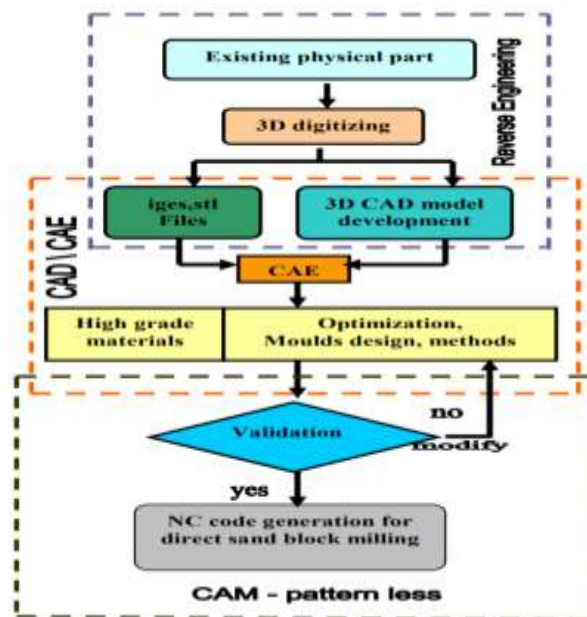 Existing physical part
3D digitizing
Reverse Engineering
iges,stl
Files
3D CAD model
development
CAD \ CAE
CAE
High grade
materials
Optimization,
Moulds design, methods
Validation
no
modify
yes
NC code generation for
direct sand block milling
CAM - pattern less